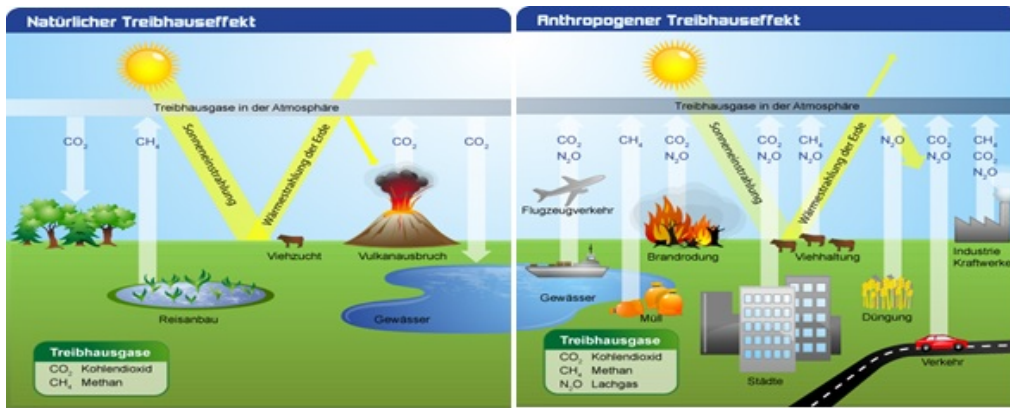 Natürlicher Treibhauseffekt
Treibhausgase in der Atmosphäre
CO₂
CH₄
Sonneneinstrahlung
Wärmestrahlung der Erde
CO₂
CO₂
Viehzucht
Vulkanausbruch
Reisanbau
Gewässer
Treibhausgase
CO₂ Kohlendioxid
CH₄ Methan
Anthropogener Treibhauseffekt
Treibhausgase in der Atmosphäre
CO₂
N₂O
CH₄
CO₂
N₂O
Sonneneinstrahlung
CO₂
N₂O
CH₄
N₂O
Wärmestrahlung der Erde
N₂O
CO₂
N₂O
CH₄
CO₂
N₂O
Flugzeugverkehr
Brandrodung
Viehhaltung
Industrie
Kraftwerke
Gewässer
Müll
Düngung
Städte
Verkehr
Treibhausgase
CO₂ Kohlendioxid
CH₄ Methan
N₂O Lachgas